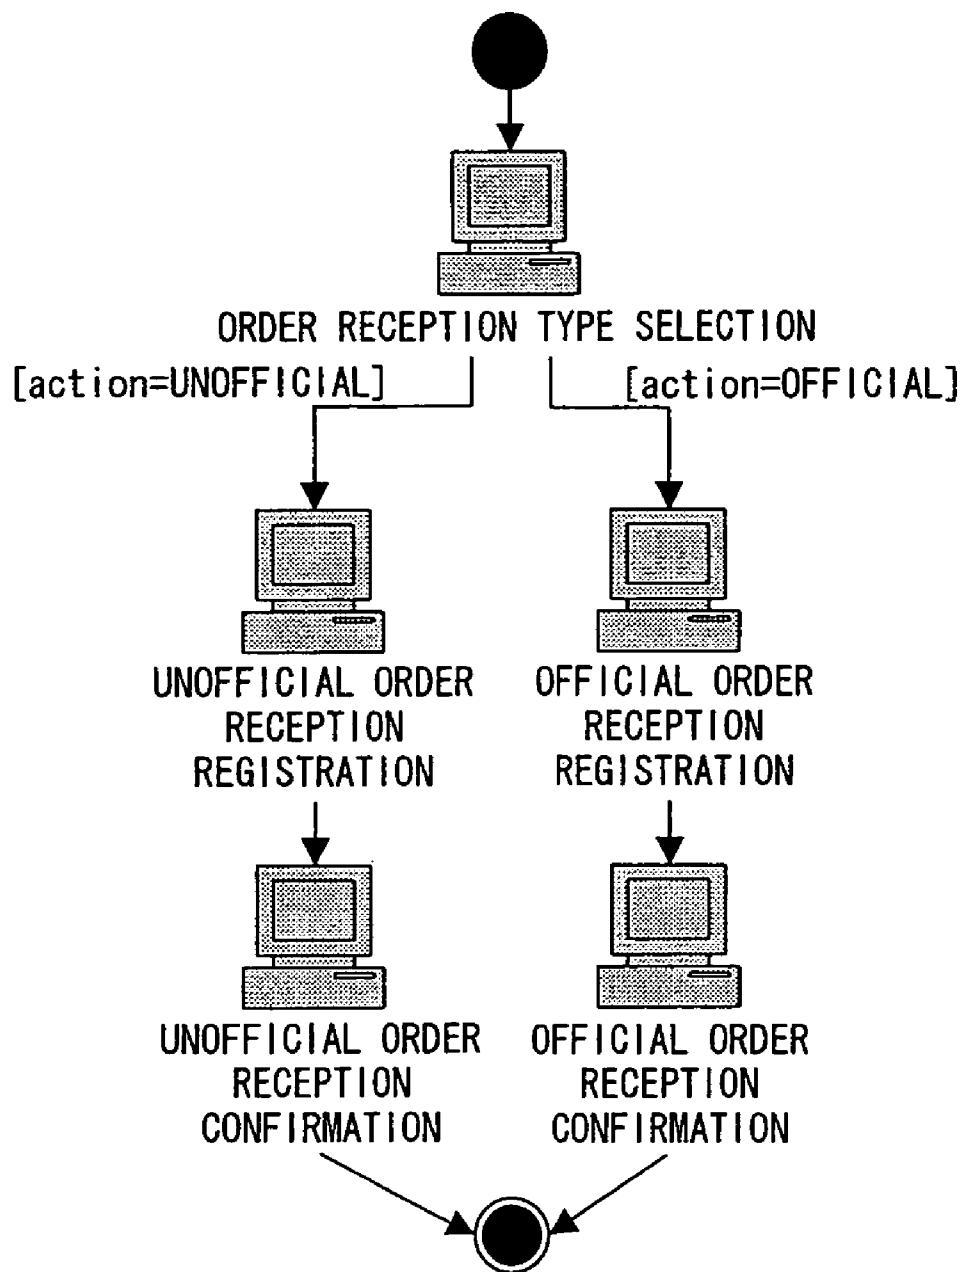 ORDER RECEPTION TYPE SELECTION
[action=UNOFFICIAL]
[action=OFFICIAL]
UNOFFICIAL ORDER
RECEPTION
REGISTRATION
OFFICIAL ORDER
RECEPTION
REGISTRATION
UNOFFICIAL ORDER
RECEPTION
CONFIRMATION
OFFICIAL ORDER
RECEPTION
CONFIRMATION